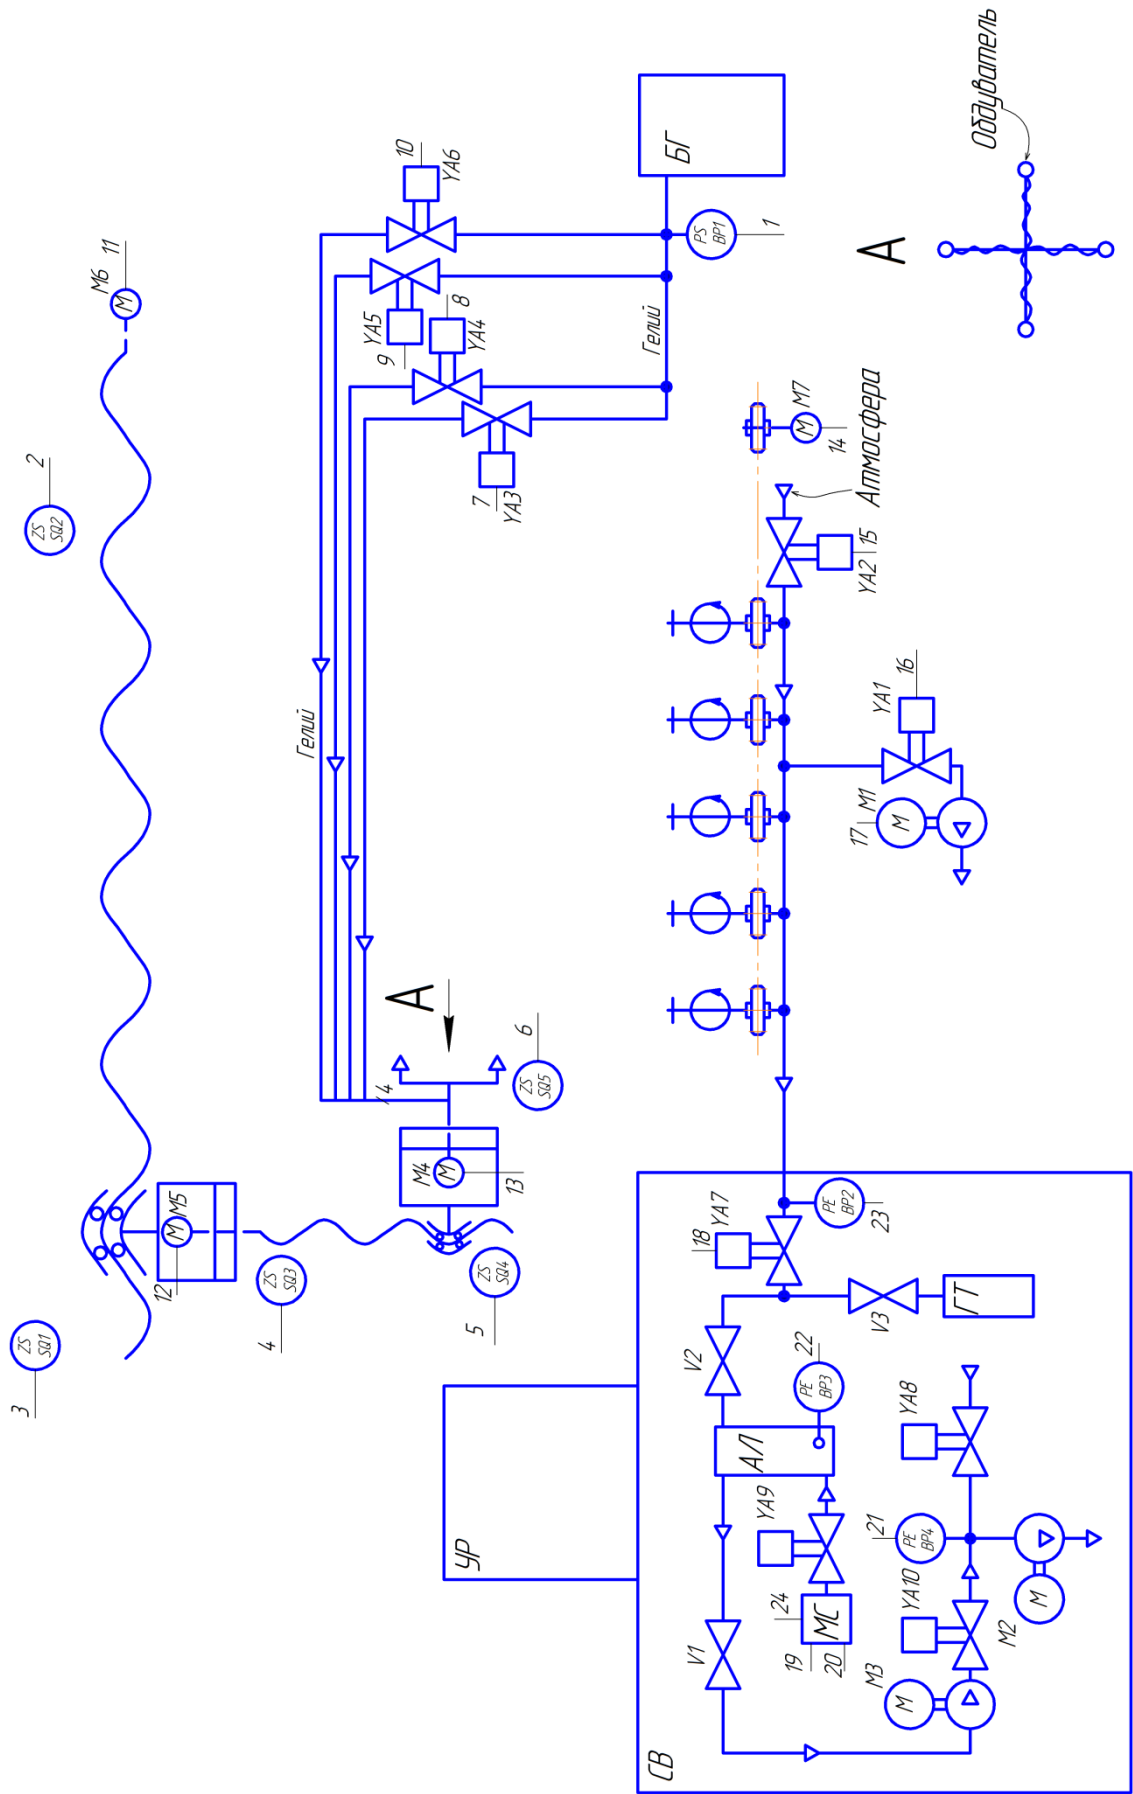 3
ZS
SQ1
ZS
SQ2
2
M6
11
M
12
M
M5
4
ZS
SQ3
Гелий
4
А
9
YA5
10
YA6
8
YA4
7
YA3
M4
M
13
5
ZS
SQ4
ZS
SQ5
6
УР
Гелий
БГ
PS
BP1
1
А
Обдуватель
M
M7
14
Атмосфера
YA2
15
YA1
16
17
M1
M
СВ
18
YA7
PE
BP2
23
V2
V3
ГТ
АЛ
22
PE
BP3
V1
YA9
24
МС
19
20
YA8
21
PE
BP4
YA10
M3
M
M2
M